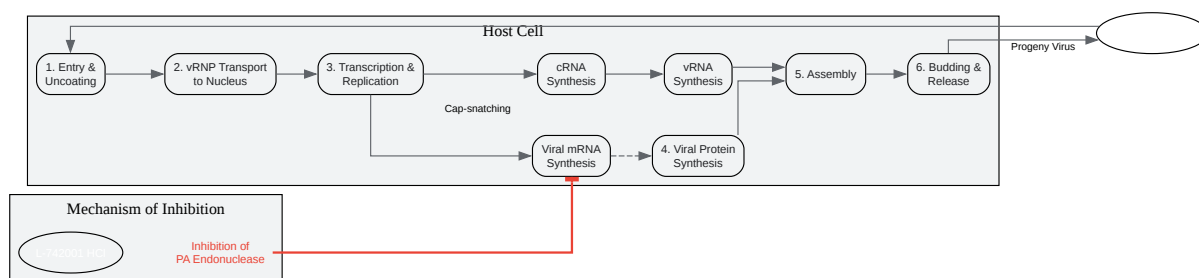 Host Cell
1. Entry &
Uncoating
2. vRNP Transport
to Nucleus
3. Transcription &
Replication
cRNA
Synthesis
vRNA
Synthesis
5. Assembly
6. Budding &
Release
Progeny Virus
Cap-snatching
Viral mRNA
Synthesis
4. Viral Protein
Synthesis
Mechanism of Inhibition
L-742001 HCl
Inhibition of
PA Endonuclease